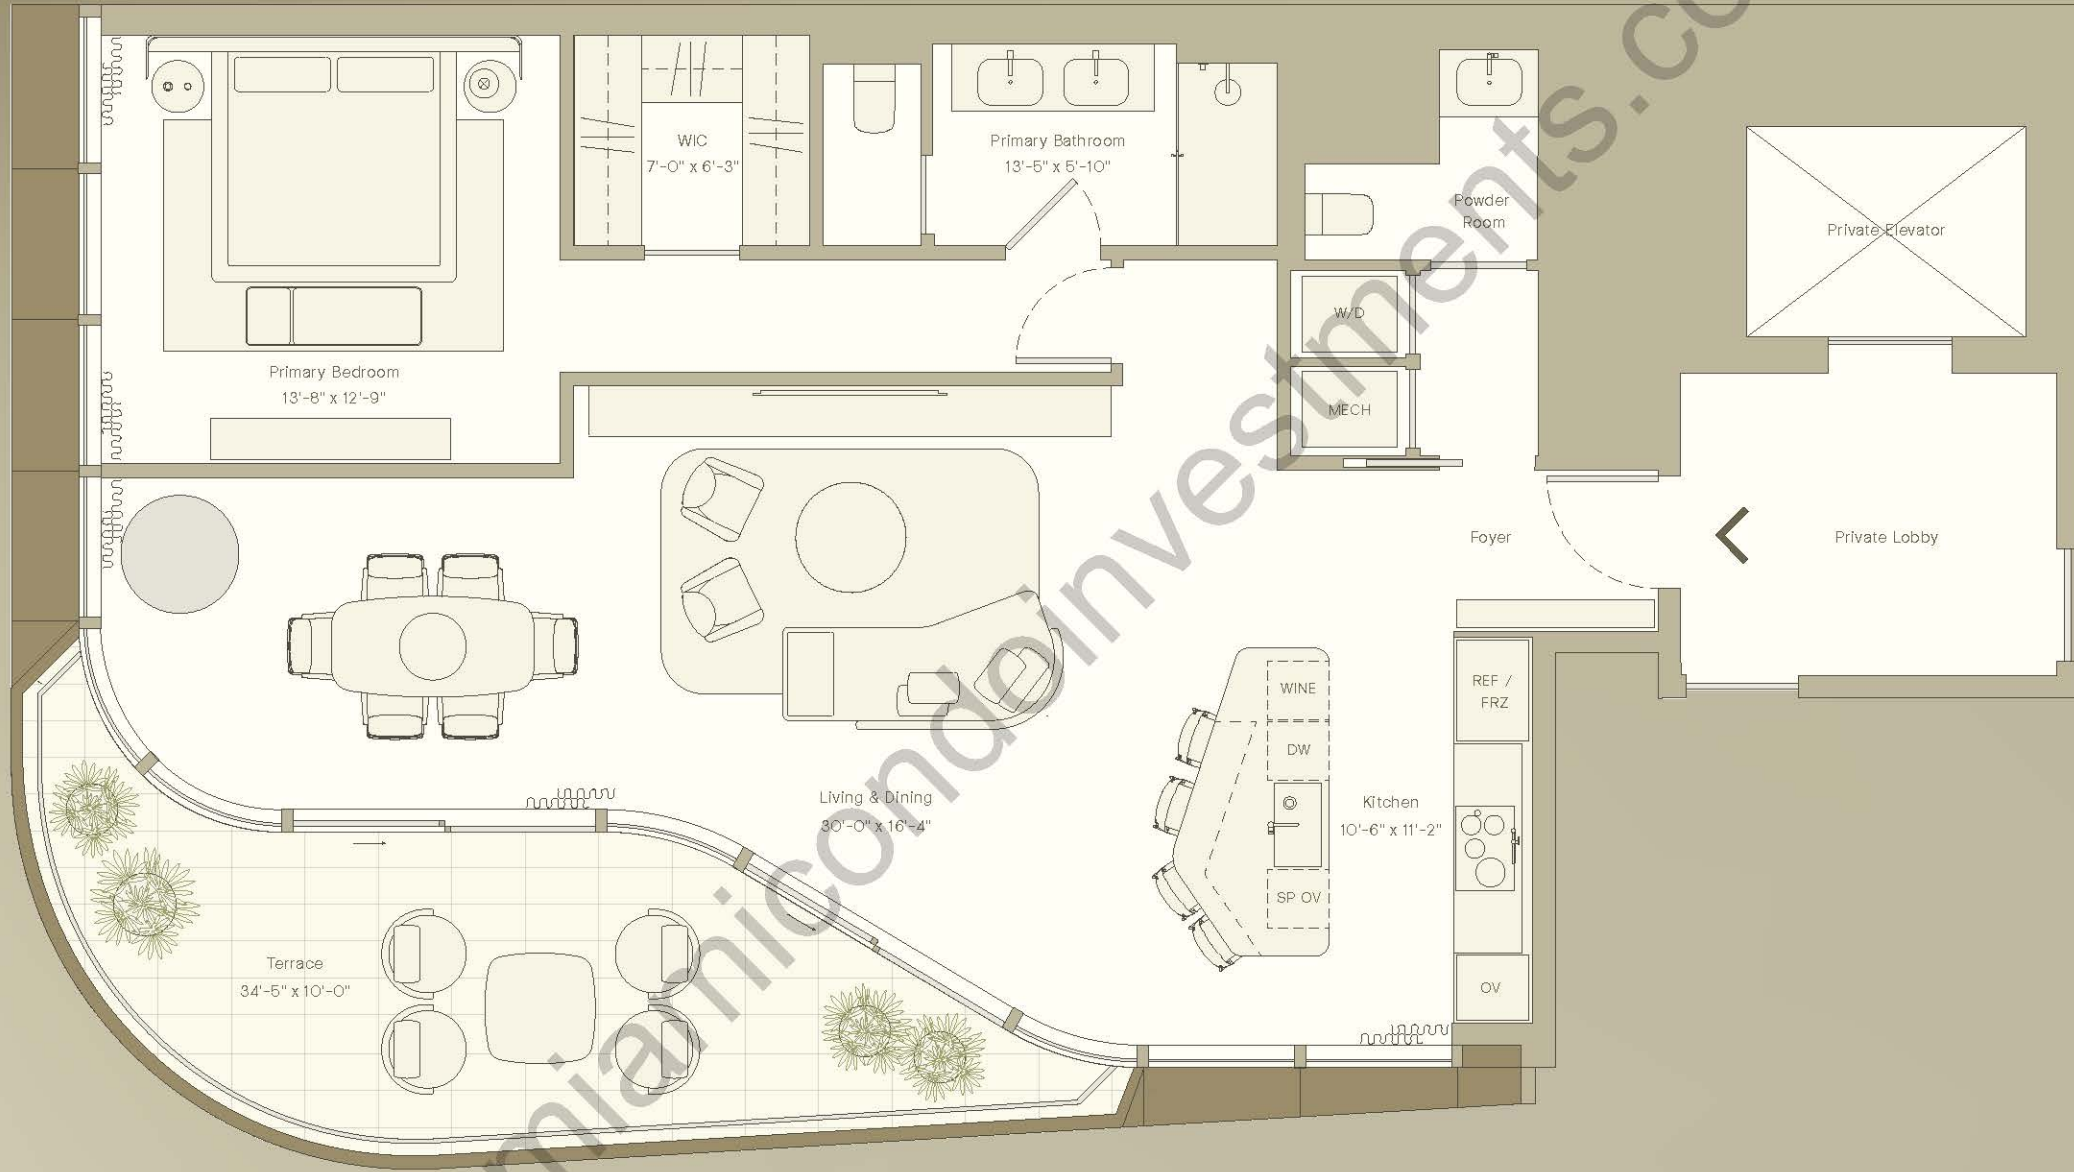 WIC
7'-0" x 6'-3"
Primary Bathroom
13'-5" x 5'-10"
Powder
Room
Private Elevator
W/D
Primary Bedroom
13'-8" x 12'-9"
MECH
Foyer
Private Lobby
REF /
FRZ
WINE
DW
Living & Dining
30'-0" x 16'-4"
Kitchen
10'-6" x 11'-2"
SP OV
Terrace
34'-5" x 10'-0"
OV
miamicondoinvestments.co